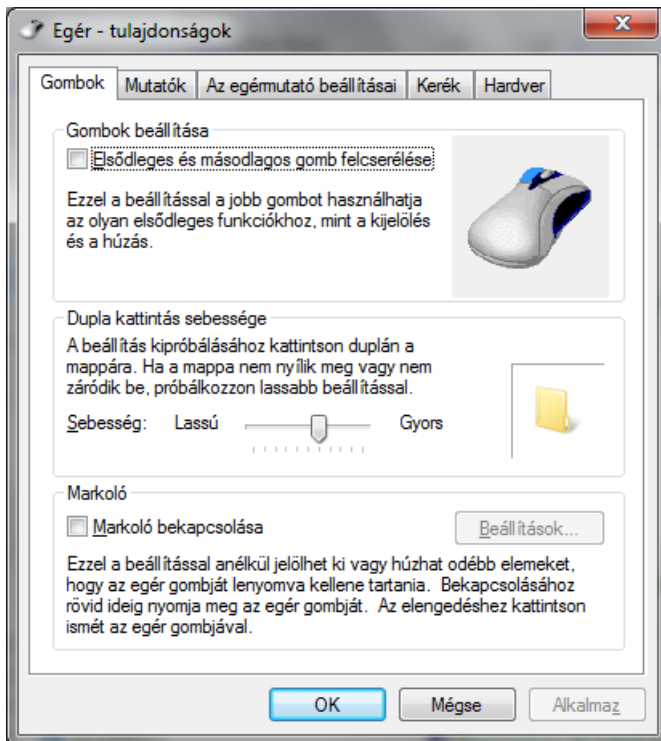 Egér - tulajdonságok
Gombok Mutatók Az egérmutató beállításai Kerék Hardver
Gombok beállítása
Elsődleges és másodlagos gomb felcserélése
Ezzel a beállítással a jobb gombot használhatja
az olyan elsődleges funkciókhoz, mint a kijelölés
és a húzás.
Dupla kattintás sebessége
A beállítás kipróbálásához kattintson duplán a
mappára. Ha a mappa nem nyílik meg vagy nem
záródik be, próbálkozzon lassabb beállítással.
Sebesség: Lassú Gyors
Markoló
Markoló bekapcsolása Beállítások...
Ezzel a beállítással anélkül jelölhet ki vagy húzhat odébb elemeket,
hogy az egér gombját lenyomva kellene tartania. Bekapcsolásához
rövid ideig nyomja meg az egér gombját. Az elengedéshez kattintson
ismét az egér gombjával.
OK Mégse Alkalmaz